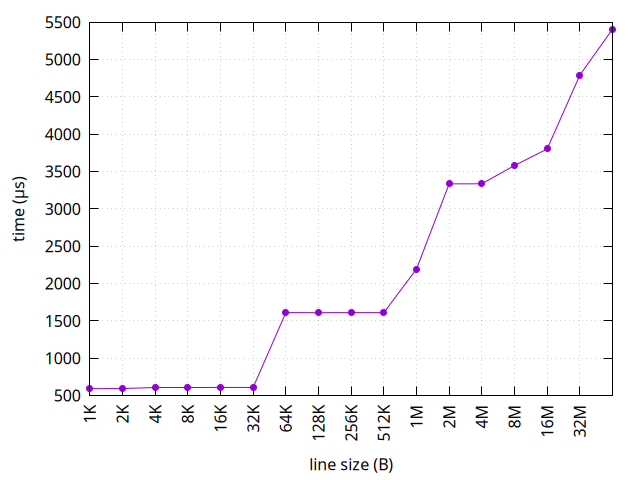 5500
5000
4500
4000
3500
3000
2500
2000
1500
1000
500
time (µs)
1K
2K
4K
8K
16K
32K
64K
128K
256K
512K
1M
2M
4M
8M
16M
32M
line size (B)